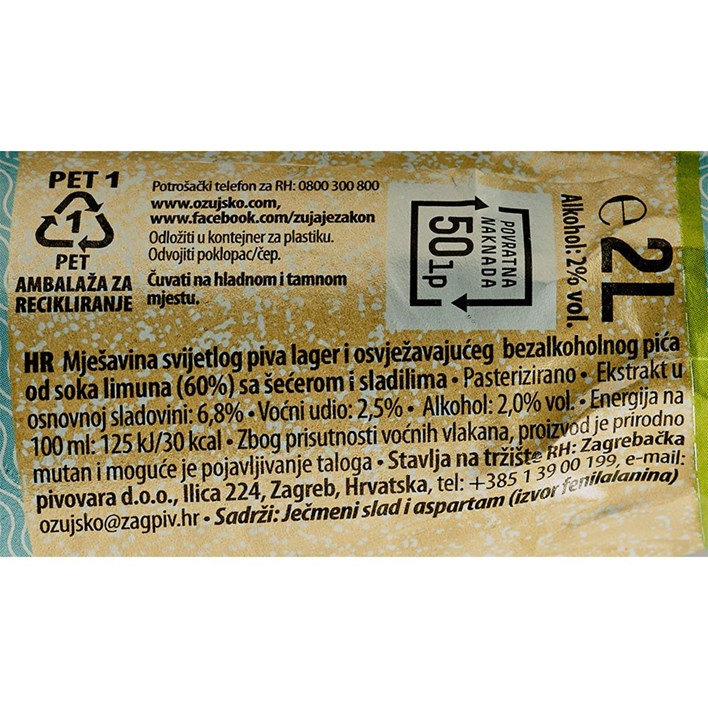 PET 1
1
PET
AMBALAŽA ZA
RECIKLIRANJE
Potrošački telefon za RH: 0800 300 800
www.ozujsko.com,
www.facebook.com/zujajezakon
Odložiti u kontejner za plastiku.
Odvojiti poklopac/čep.
Čuvati na hladnom i tamnom
mjestu.
POVRATNA
NAKNADA
50 lp
Alkohol: 2% vol.
e 2L
HR Mješavina svijetlog piva lager i osvježavajućeg bezalkoholnog pića
od soka limuna (60%) sa šećerom i sladilima • Pasterizirano • Ekstrakt u
osnovnoj sladovini: 6,8% • Voćni udio: 2,5% • Alkohol: 2,0% vol. • Energija na
100 ml: 125 kJ/30 kcal • Zbog prisutnosti voćnih vlakana, proizvod je prirodno
mutan i moguće je pojavljivanje taloga • Stavlja na tržište RH: Zagrebačka
pivovara d.o.o., Ilica 224, Zagreb, Hrvatska, tel: +385 1 39 00 199, e-mail:
ozujsko@zagpiv.hr • Sadrži: Ječmeni slad i aspartam (izvor fenilalanina)